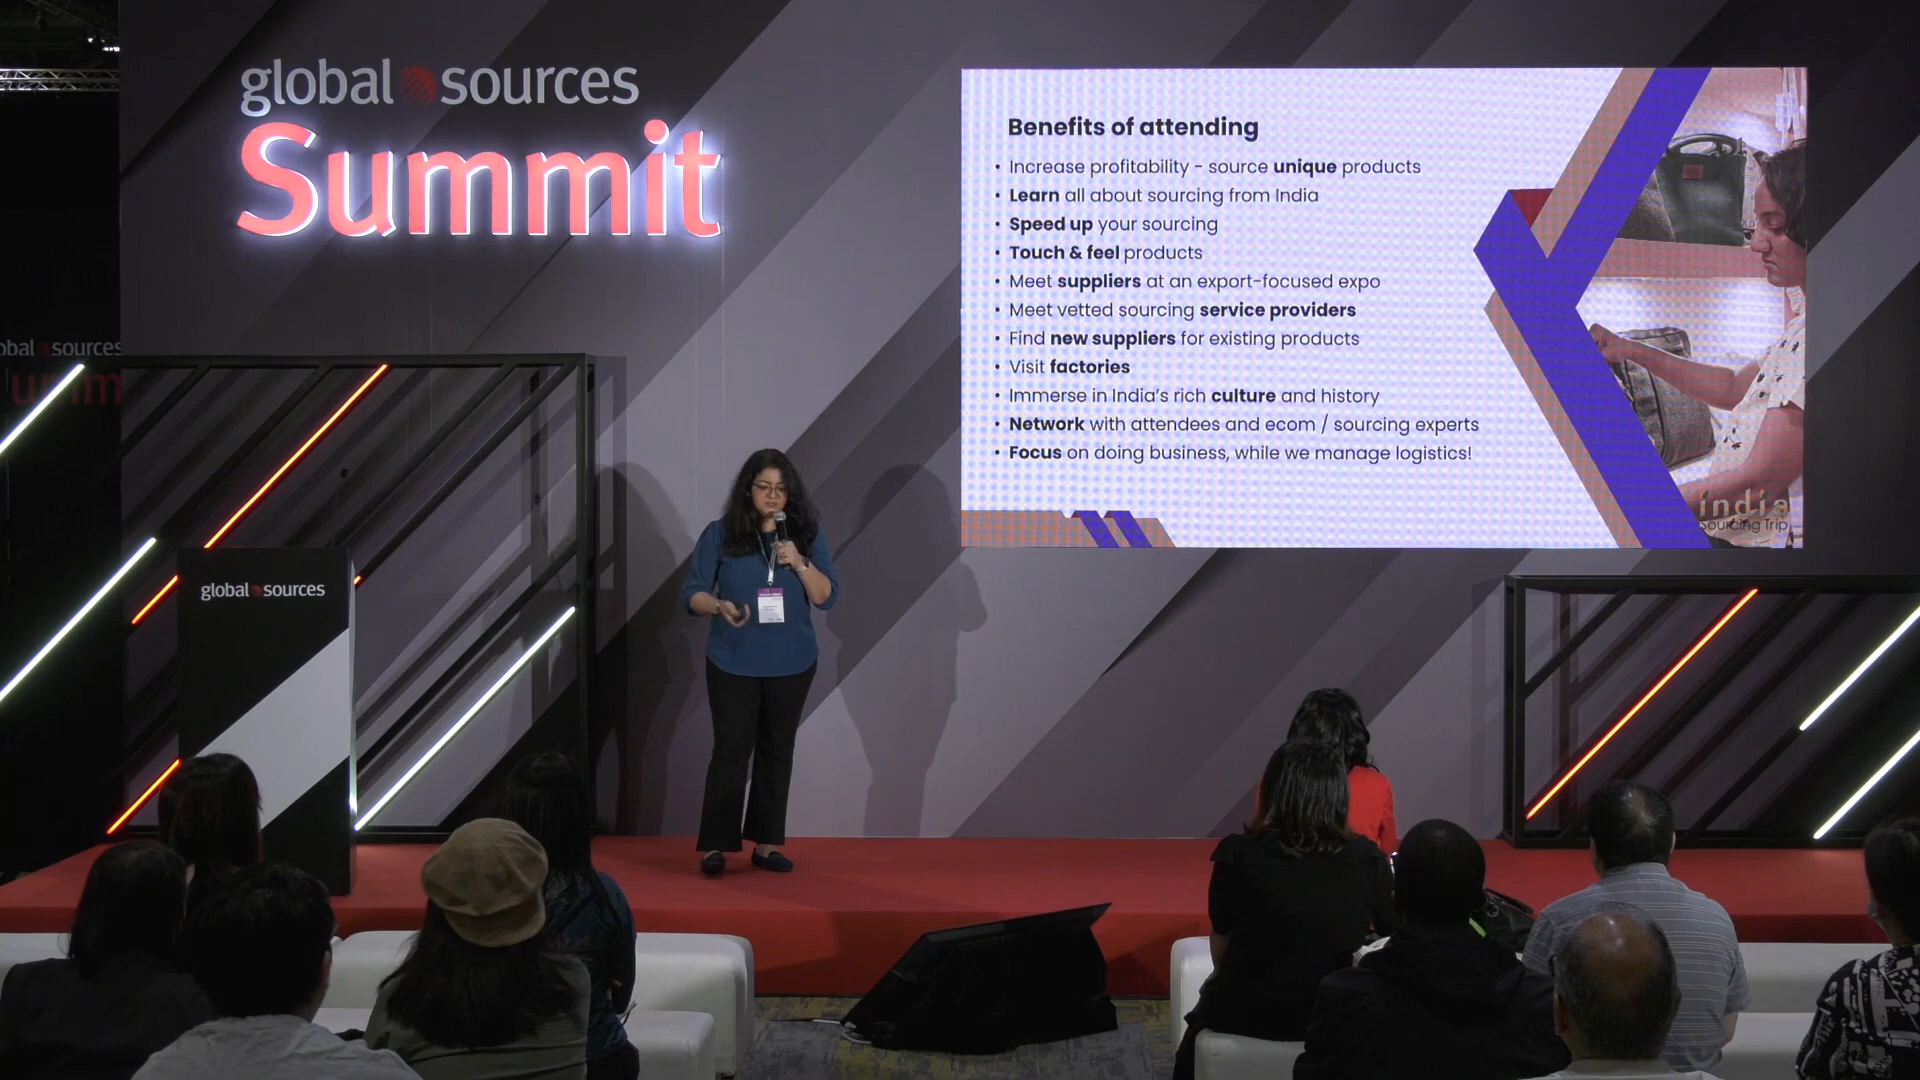 global sources
Summit
Benefits of attending
• Increase profitability - source unique products
• Learn all about sourcing from India
• Speed up your sourcing
• Touch & feel products
• Meet suppliers at an export-focused expo
• Meet vetted sourcing service providers
• Find new suppliers for existing products
• Visit factories
• Immerse in India's rich culture and history
• Network with attendees and ecom / sourcing experts
• Focus on doing business, while we manage logistics!
india
Sourcing Trip
obal sources
umm
global sources